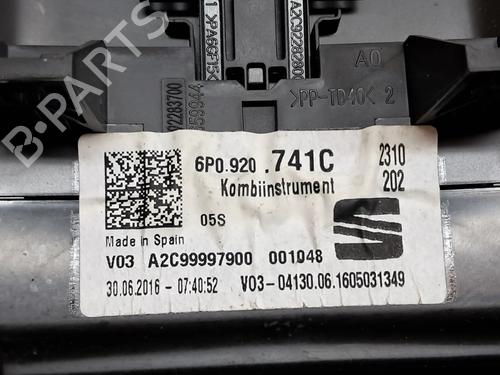 A0
>PP-TD40< 2
6P0.920 .741C 2310
Kombiinstrument 202
05S
Made in Spain
V03 A2C99997900 001048
30.06.2016 - 07:40:52 V03-04130.06.1605031349